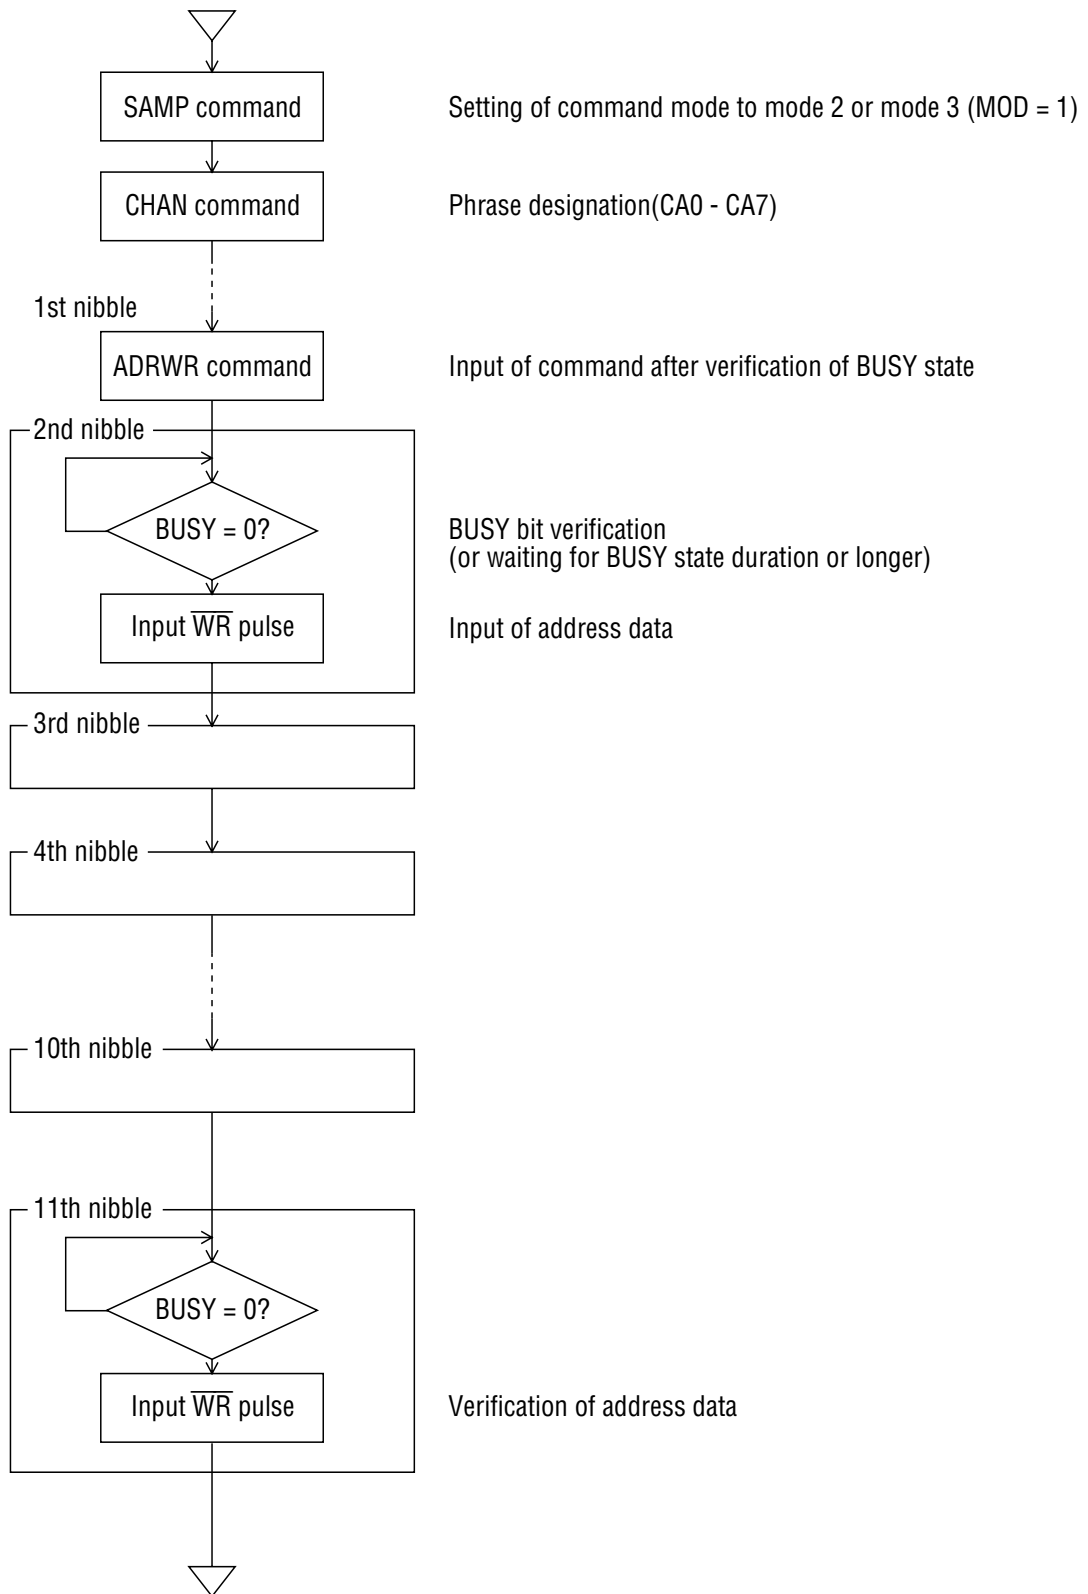 SAMP command
Setting of command mode to mode 2 or mode 3 (MOD = 1)
CHAN command
Phrase designation(CA0 - CA7)
1st nibble
ADRWR command
Input of command after verification of BUSY state
2nd nibble
BUSY = 0?
BUSY bit verification
(or waiting for BUSY state duration or longer)
Input W̅R̅ pulse
Input of address data
3rd nibble
4th nibble
10th nibble
11th nibble
BUSY = 0?
Input W̅R̅ pulse
Verification of address data